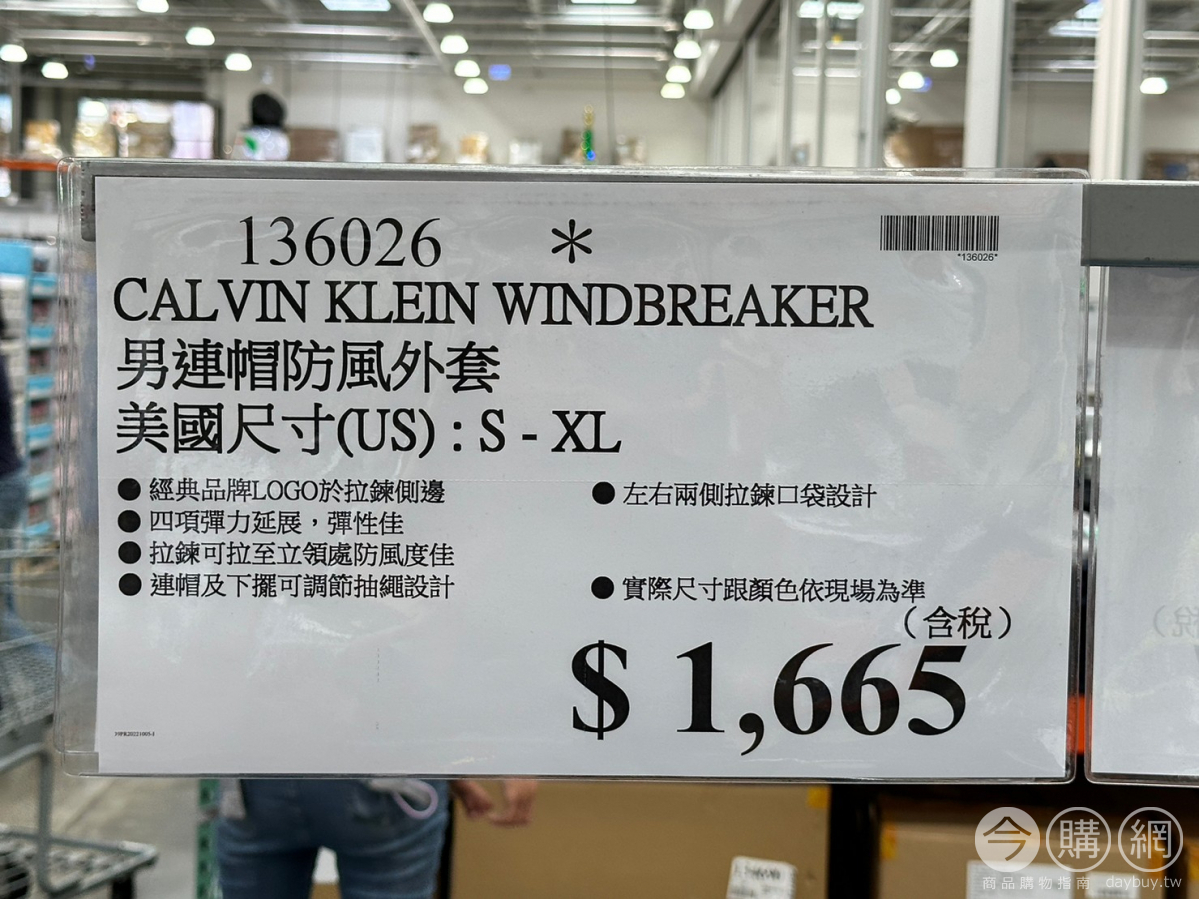 136026 *
*136026*
CALVIN KLEIN WINDBREAKER
男連帽防風外套
美國尺寸(US) : S - XL
● 經典品牌LOGO於拉鍊側邊
● 四項彈力延展，彈性佳
● 拉鍊可拉至立領處防風度佳
● 連帽及下擺可調節抽繩設計
● 左右兩側拉鍊口袋設計
● 實際尺寸跟顏色依現場為準
(含稅)
$ 1,665
今購網
商品購物指南 daybuy.tw